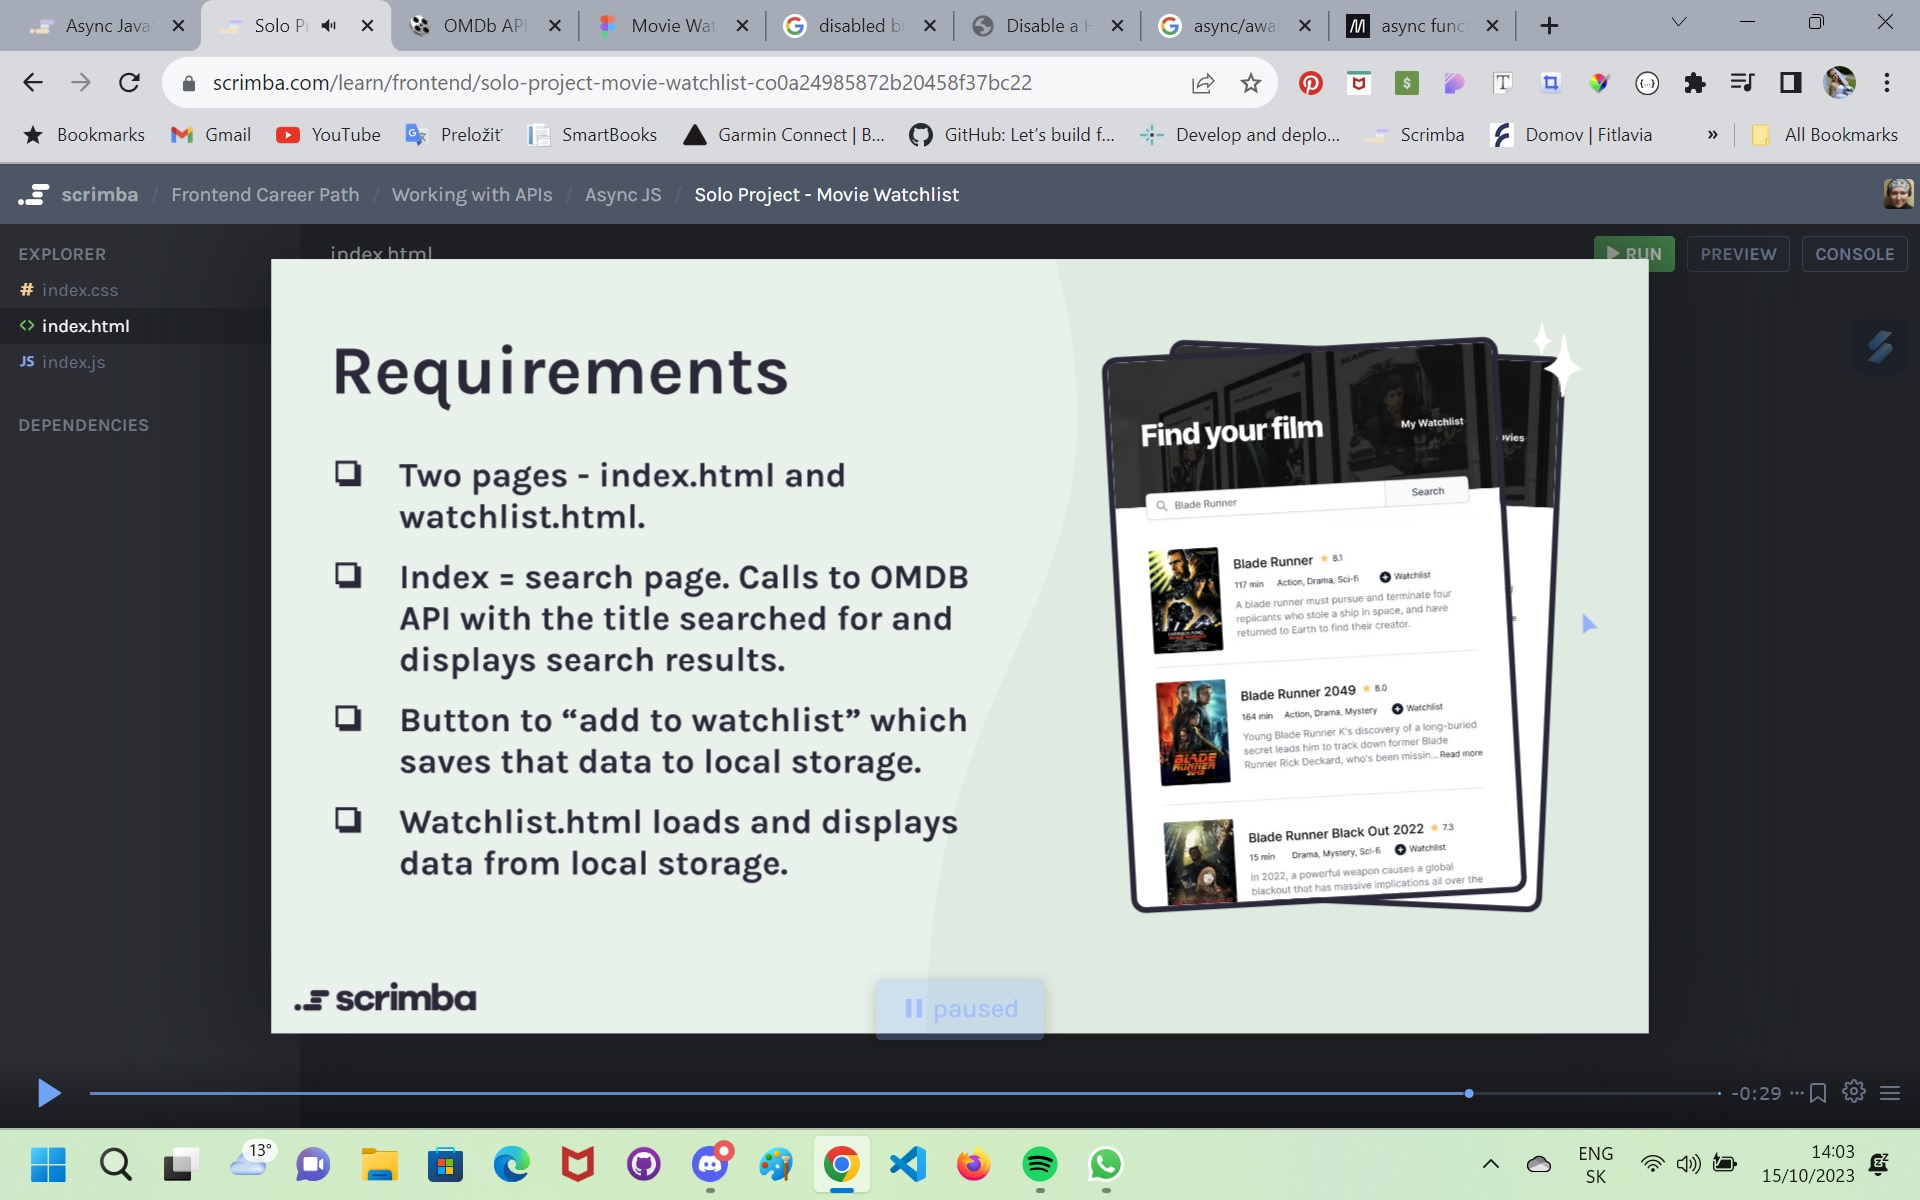 Async Java
Solo Pr
OMDb API
Movie Wat
disabled b
Disable a H
async/awai
async func
scrimba.com/learn/frontend/solo-project-movie-watchlist-co0a24985872b20458f37bc22
Bookmarks
Gmail
YouTube
Preložiť
SmartBooks
Garmin Connect | B...
GitHub: Let's build f...
Develop and deplo...
Scrimba
Domov | Fitlavia
»
All Bookmarks
scrimba / Frontend Career Path / Working with APIs / Async JS / Solo Project - Movie Watchlist
EXPLORER
# index.css
<> index.html
JS index.js
DEPENDENCIES
index.html
RUN
PREVIEW
CONSOLE
Requirements
Two pages - index.html and
watchlist.html.
Index = search page. Calls to OMDB
API with the title searched for and
displays search results.
Button to “add to watchlist” which
saves that data to local storage.
Watchlist.html loads and displays
data from local storage.
Find your film
My Watchlist
ovies
Blade Runner
Search
Blade Runner 8.1
117 min Action, Drama, Sci-fi Watchlist
A blade runner must pursue and terminate four
replicants who stole a ship in space, and have
returned to Earth to find their creator.
Blade Runner 2049 8.0
164 min Action, Drama, Mystery Watchlist
Young Blade Runner K's discovery of a long-buried
secret leads him to track down former Blade
Runner Rick Deckard, who's been missin...Read more
BLADE
RUNNER
2049
Blade Runner Black Out 2022 7.3
15 min Drama, Mystery, Sci-fi Watchlist
In 2022, a powerful weapon causes a global
blackout that has massive implications all over the
scrimba
paused
-0:29
13°
ENG
SK
14:03
15/10/2023